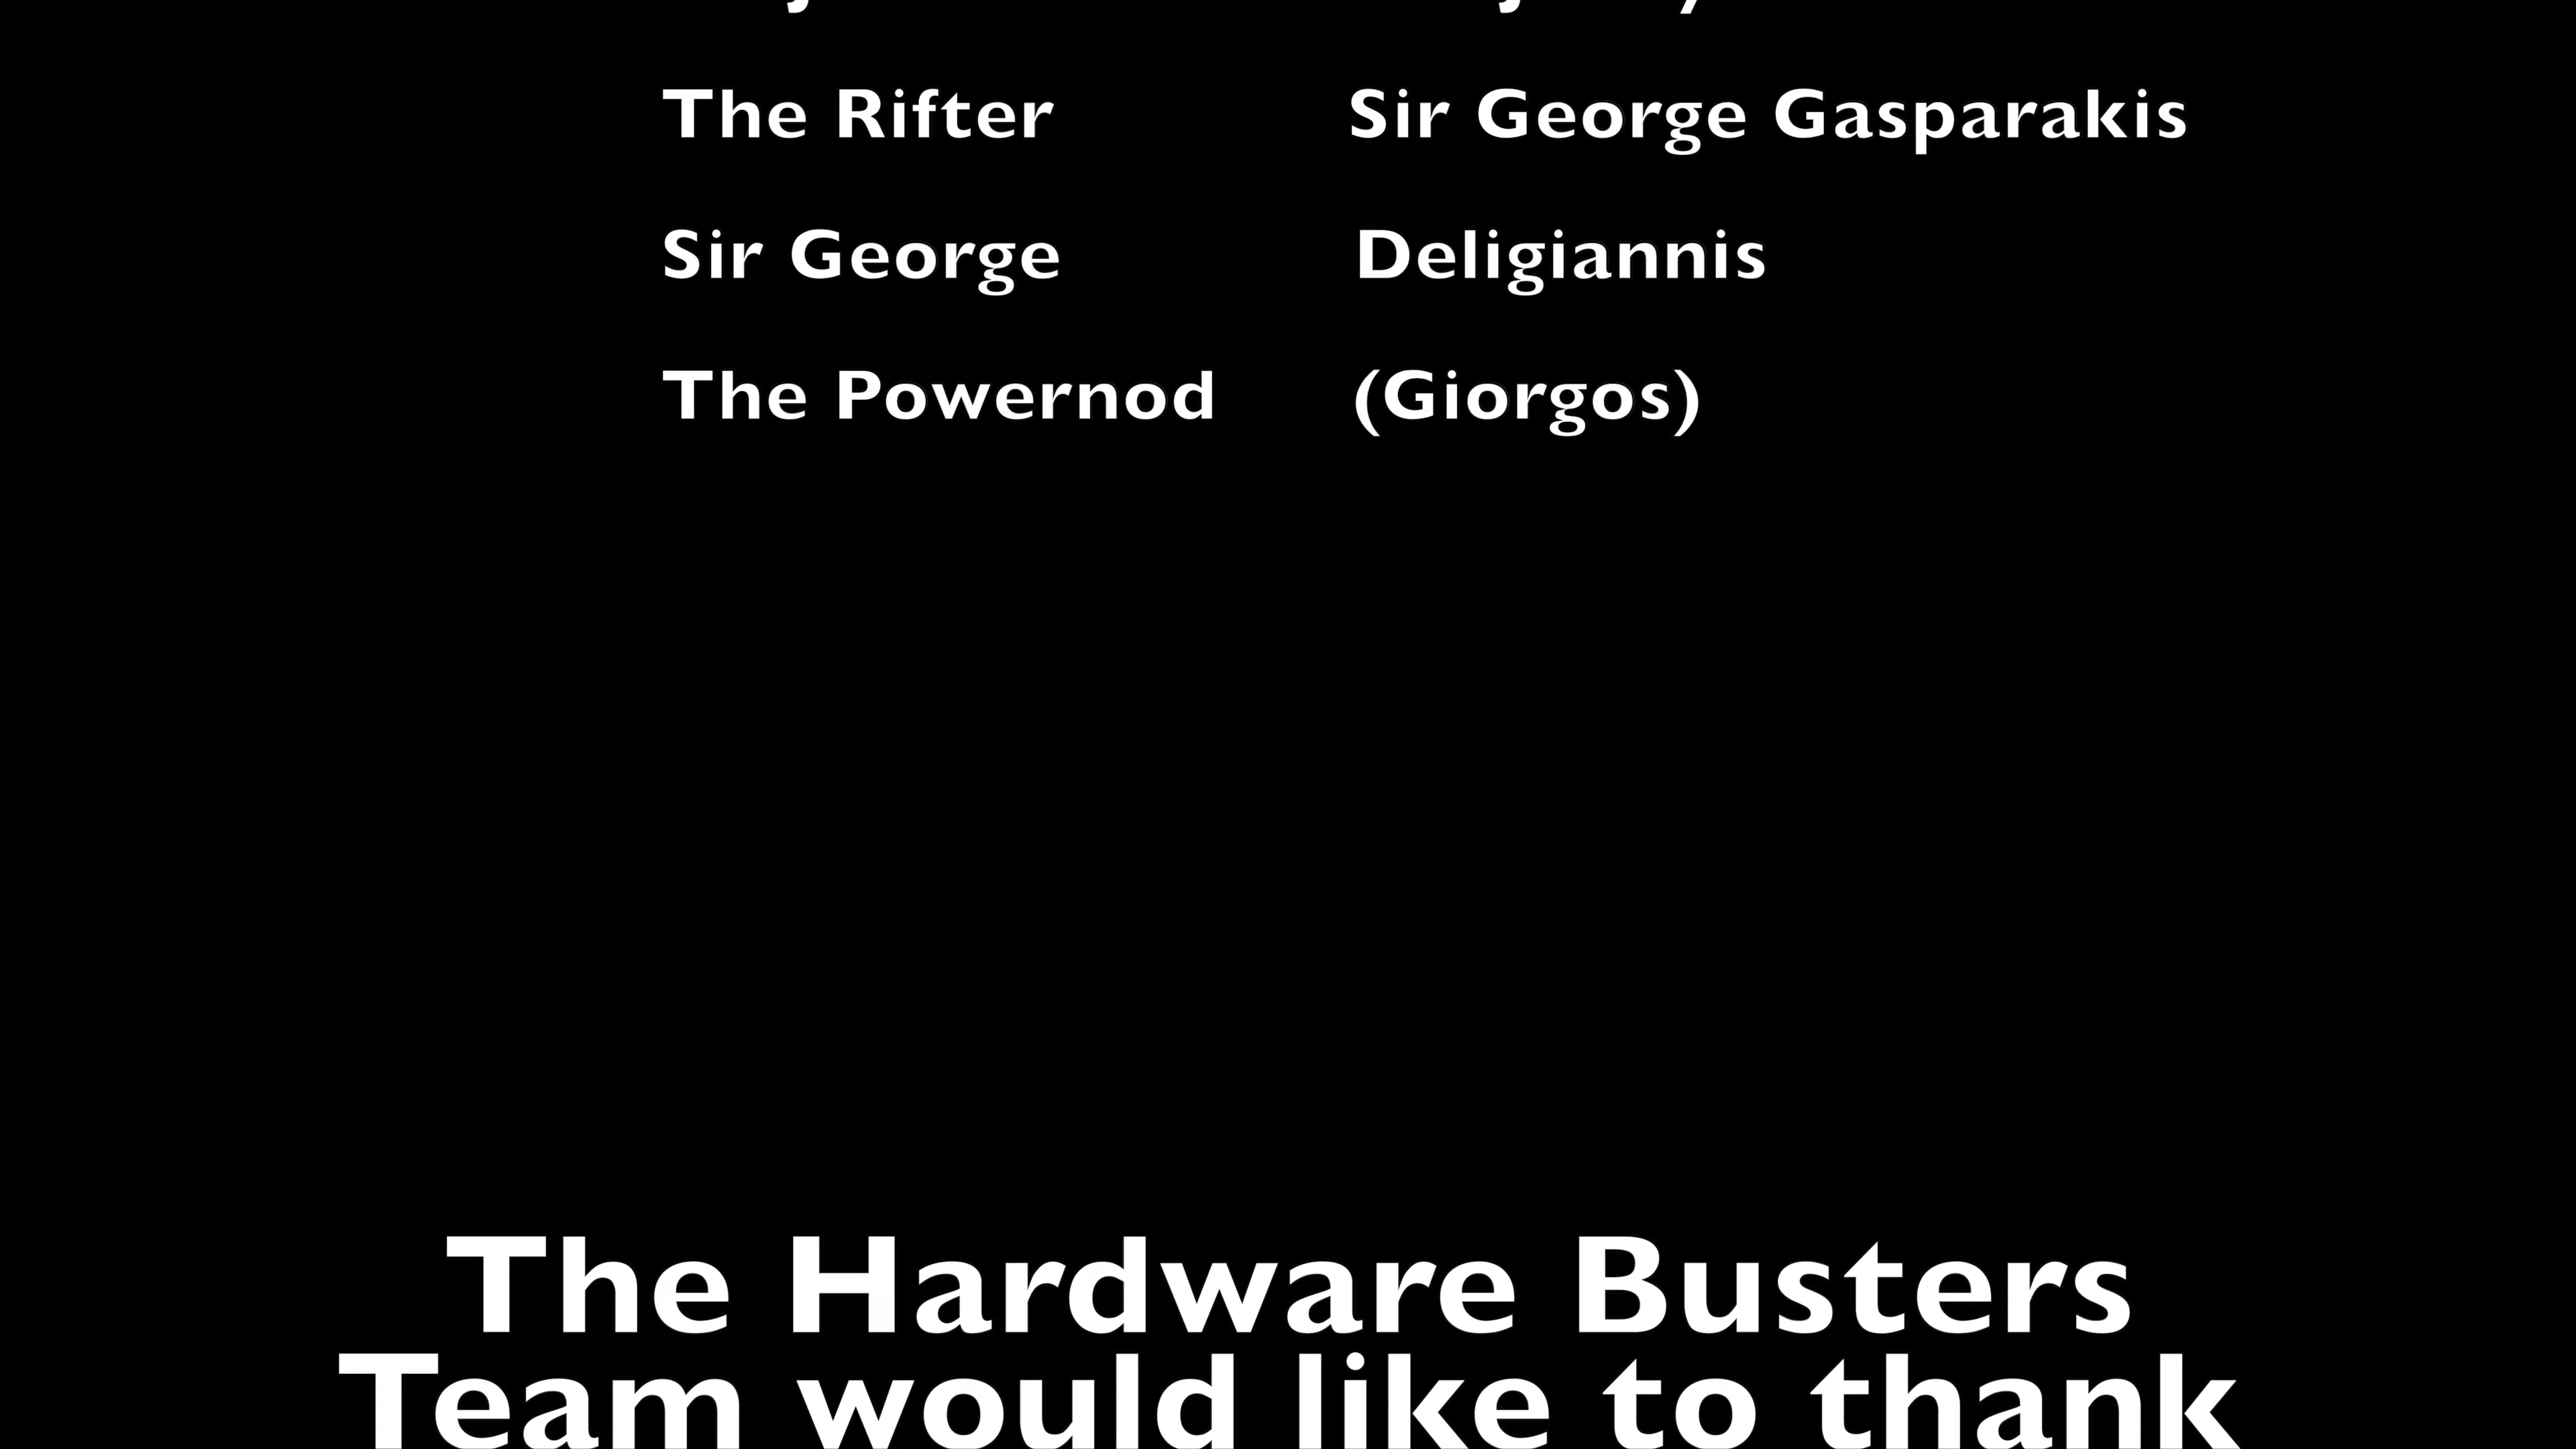 The Rifter Sir George Gasparakis
Sir George Deligiannis
The Powernod (Giorgos)
The Hardware Busters
Team would like to thank